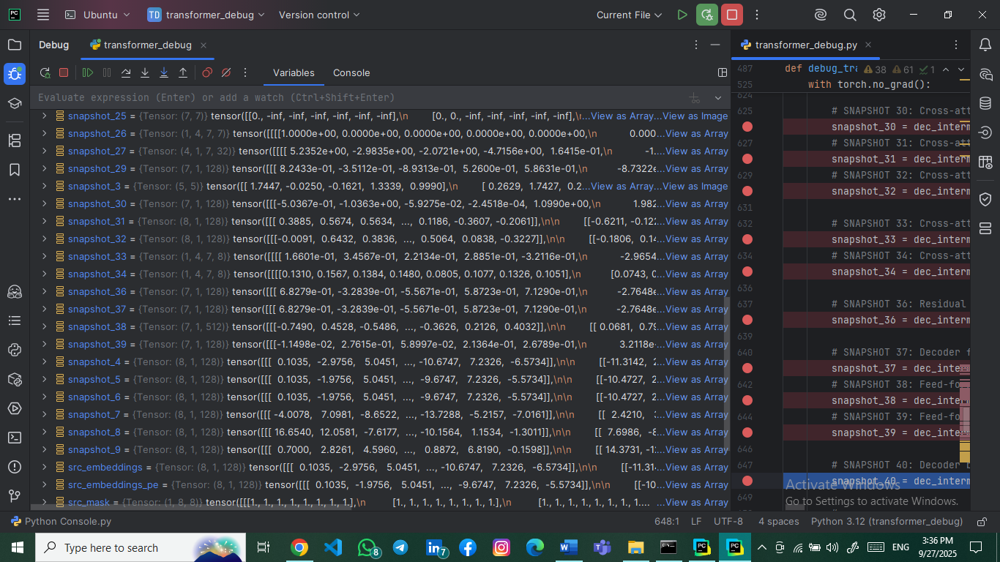 PC Ubuntu TD transformer_debug Version control Current File
Debug transformer_debug
Variables Console
Evaluate expression (Enter) or add a watch (Ctrl+Shift+Enter)
snapshot_25 = {Tensor: (7, 7)} tensor([[0., -inf, -inf, -inf, -inf, -inf, -inf],\n [0., 0., -inf, -inf, -inf, -inf, -inf],\n ...View as Array...View as Image
snapshot_26 = {Tensor: (1, 4, 7, 7)} tensor([[[[1.0000e+00, 0.0000e+00, 0.0000e+00, 0.0000e+00, 0.0000e+00,\n 0.000 ...View as Array
snapshot_27 = {Tensor: (4, 1, 7, 32)} tensor([[[[ 5.2352e+00, -2.9835e+00, -2.0721e+00, -4.7156e+00, 1.6415e-01,\n -1. ...View as Array
snapshot_29 = {Tensor: (7, 1, 128)} tensor([[[ 8.2433e-01, -3.5112e-01, -8.9313e-01, 5.2600e-01, 5.8631e-01,\n -8.7322e ...View as Array
snapshot_3 = {Tensor: (5, 5)} tensor([[ 1.7447, -0.0250, -0.1621, 1.3339, 0.9990],\n [ 0.2629, 1.7427, 0.2 ...View as Array...View as Image
snapshot_30 = {Tensor: (7, 1, 128)} tensor([[[-5.0367e-01, -1.0363e+00, -5.9275e-02, -2.4518e-04, 1.0990e+00,\n 1.982 ...View as Array
snapshot_31 = {Tensor: (8, 1, 128)} tensor([[[ 0.3885, 0.5674, 0.5634, ..., 0.1186, -0.3607, -0.2061]],\n\n [[-0.6211, -0.12 ...View as Array
snapshot_32 = {Tensor: (8, 1, 128)} tensor([[[-0.0091, 0.6432, 0.3836, ..., 0.5064, 0.0838, -0.3227]],\n\n [[-0.1806, 0.14 ...View as Array
snapshot_33 = {Tensor: (1, 4, 7, 8)} tensor([[[[ 1.6601e-01, 3.4567e-01, 2.2134e-01, 2.8851e-01, -3.2116e-01,\n -2.9654 ...View as Array
snapshot_34 = {Tensor: (1, 4, 7, 8)} tensor([[[[0.1310, 0.1567, 0.1384, 0.1480, 0.0805, 0.1077, 0.1326, 0.1051],\n [0.0743, 0 ...View as Array
snapshot_36 = {Tensor: (7, 1, 128)} tensor([[[ 6.8279e-01, -3.2839e-01, -5.5671e-01, 5.8723e-01, 7.1290e-01,\n -2.7648e ...View as Array
snapshot_37 = {Tensor: (7, 1, 128)} tensor([[[ 6.8279e-01, -3.2839e-01, -5.5671e-01, 5.8723e-01, 7.1290e-01,\n -2.7648e ...View as Array
snapshot_38 = {Tensor: (7, 1, 512)} tensor([[[-0.7490, 0.4528, -0.5486, ..., -0.3626, 0.2126, 0.4032]],\n\n [[ 0.0681, 0.79 ...View as Array
snapshot_39 = {Tensor: (7, 1, 128)} tensor([[[-1.1498e-02, 2.7615e-01, 5.8997e-02, 2.1364e-01, 2.6789e-01,\n 3.2118e ...View as Array
snapshot_4 = {Tensor: (8, 1, 128)} tensor([[[ 0.1035, -2.9756, 5.0451, ..., -10.6747, 7.2326, -6.5734]],\n\n [[-11.3142, 2 ...View as Array
snapshot_5 = {Tensor: (8, 1, 128)} tensor([[[ 0.1035, -1.9756, 5.0451, ..., -9.6747, 7.2326, -5.5734]],\n\n [[-10.4727, 2 ...View as Array
snapshot_6 = {Tensor: (8, 1, 128)} tensor([[[ 0.1035, -1.9756, 5.0451, ..., -9.6747, 7.2326, -5.5734]],\n\n [[-10.4727, 2 ...View as Array
snapshot_7 = {Tensor: (8, 1, 128)} tensor([[[ -4.0078, 7.0981, -8.6522, ..., -13.7288, -5.2157, -7.0161]],\n\n [[ 2.4210, ...View as Array
snapshot_8 = {Tensor: (8, 1, 128)} tensor([[[ 16.6540, 12.0581, -7.6177, ..., -10.1564, 1.1534, -1.3011]],\n\n [[ 7.6986, -8 ...View as Array
snapshot_9 = {Tensor: (8, 1, 128)} tensor([[[ 0.7000, 2.8261, 4.5960, ..., 0.8872, 6.8190, -0.1598]],\n\n [[ 14.3731, -1 ...View as Array
src_embeddings = {Tensor: (8, 1, 128)} tensor([[[ 0.1035, -2.9756, 5.0451, ..., -10.6747, 7.2326, -6.5734]],\n\n [[-11.31 ...View as Array
src_embeddings_pe = {Tensor: (8, 1, 128)} tensor([[[ 0.1035, -1.9756, 5.0451, ..., -9.6747, 7.2326, -5.5734]],\n\n [[-10 ...View as Array
src_mask = {Tensor: (1, 8, 8)} tensor([[[1., 1., 1., 1., 1., 1., 1., 1.],\n [1., 1., 1., 1., 1., 1., 1., 1.],\n [1., 1., 1., 1., 1., 1., 1., 1.... ...View as Array
transformer_debug.py
487 def debug_tra 38 61 1
525 with torch.no_grad():
624
625 # SNAPSHOT 30: Cross-att
snapshot_30 = dec_interm
627 # SNAPSHOT 31: Cross-at
snapshot_31 = dec_interm
629 # SNAPSHOT 32: Cross-at
snapshot_32 = dec_interm
631
632 # SNAPSHOT 33: Cross-att
snapshot_33 = dec_interm
634 # SNAPSHOT 34: Cross-att
snapshot_34 = dec_interm
636
637 # SNAPSHOT 36: Residual
snapshot_36 = dec_interm
639
640 # SNAPSHOT 37: Decoder f
snapshot_37 = dec_inte
642 # SNAPSHOT 38: Feed-fo
snapshot_38 = dec_inte
644 # SNAPSHOT 39: Feed-fo
snapshot_39 = dec_inte
646
647 # SNAPSHOT 40: Decoder
snapshot_40 = dec_interm
649
Activate Windows
Go to Settings to activate Windows.
Python Console.py 648:1 LF UTF-8 4 spaces Python 3.12 (transformer_debug)
Type here to search 8 7 ENG 3:36 PM
9/27/2025